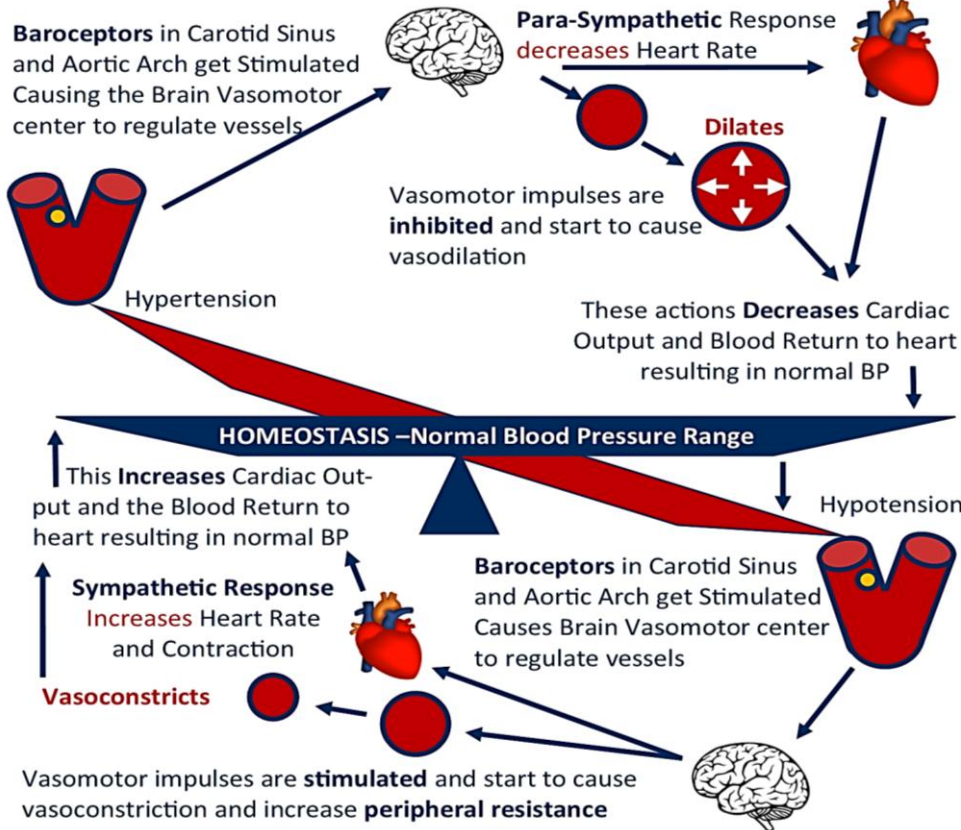 Baroceptors in Carotid Sinus
and Aortic Arch get Stimulated
Causing the Brain Vasomotor
center to regulate vessels
Para-Sympathetic Response
decreases Heart Rate
Dilates
Vasomotor impulses are
inhibited and start to cause
vasodilation
Hypertension
These actions Decreases Cardiac
Output and Blood Return to heart
resulting in normal BP
HOMEOSTASIS –Normal Blood Pressure Range
This Increases Cardiac Out-
put and the Blood Return to
heart resulting in normal BP
Hypotension
Baroceptors in Carotid Sinus
and Aortic Arch get Stimulated
Causes Brain Vasomotor center
to regulate vessels
Sympathetic Response
Increases Heart Rate
and Contraction
Vasoconstricts
Vasomotor impulses are stimulated and start to cause
vasoconstriction and increase peripheral resistance